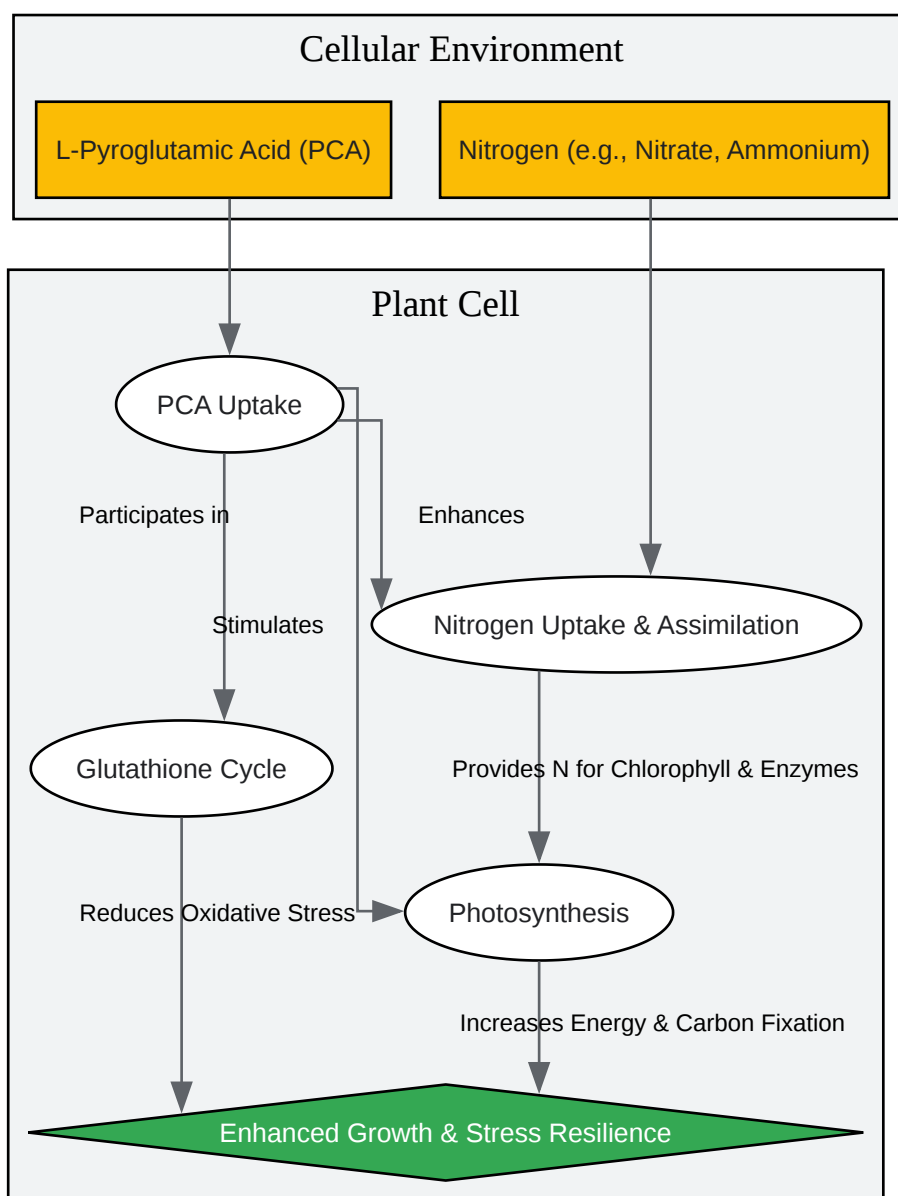 Cellular Environment
L-Pyroglutamic Acid (PCA)
Nitrogen (e.g., Nitrate, Ammonium)
Plant Cell
PCA Uptake
Participates in
Enhances
Stimulates
Nitrogen Uptake & Assimilation
Glutathione Cycle
Provides N for Chlorophyll & Enzymes
Reduces Oxidative Stress
Photosynthesis
Increases Energy & Carbon Fixation
Enhanced Growth & Stress Resilience